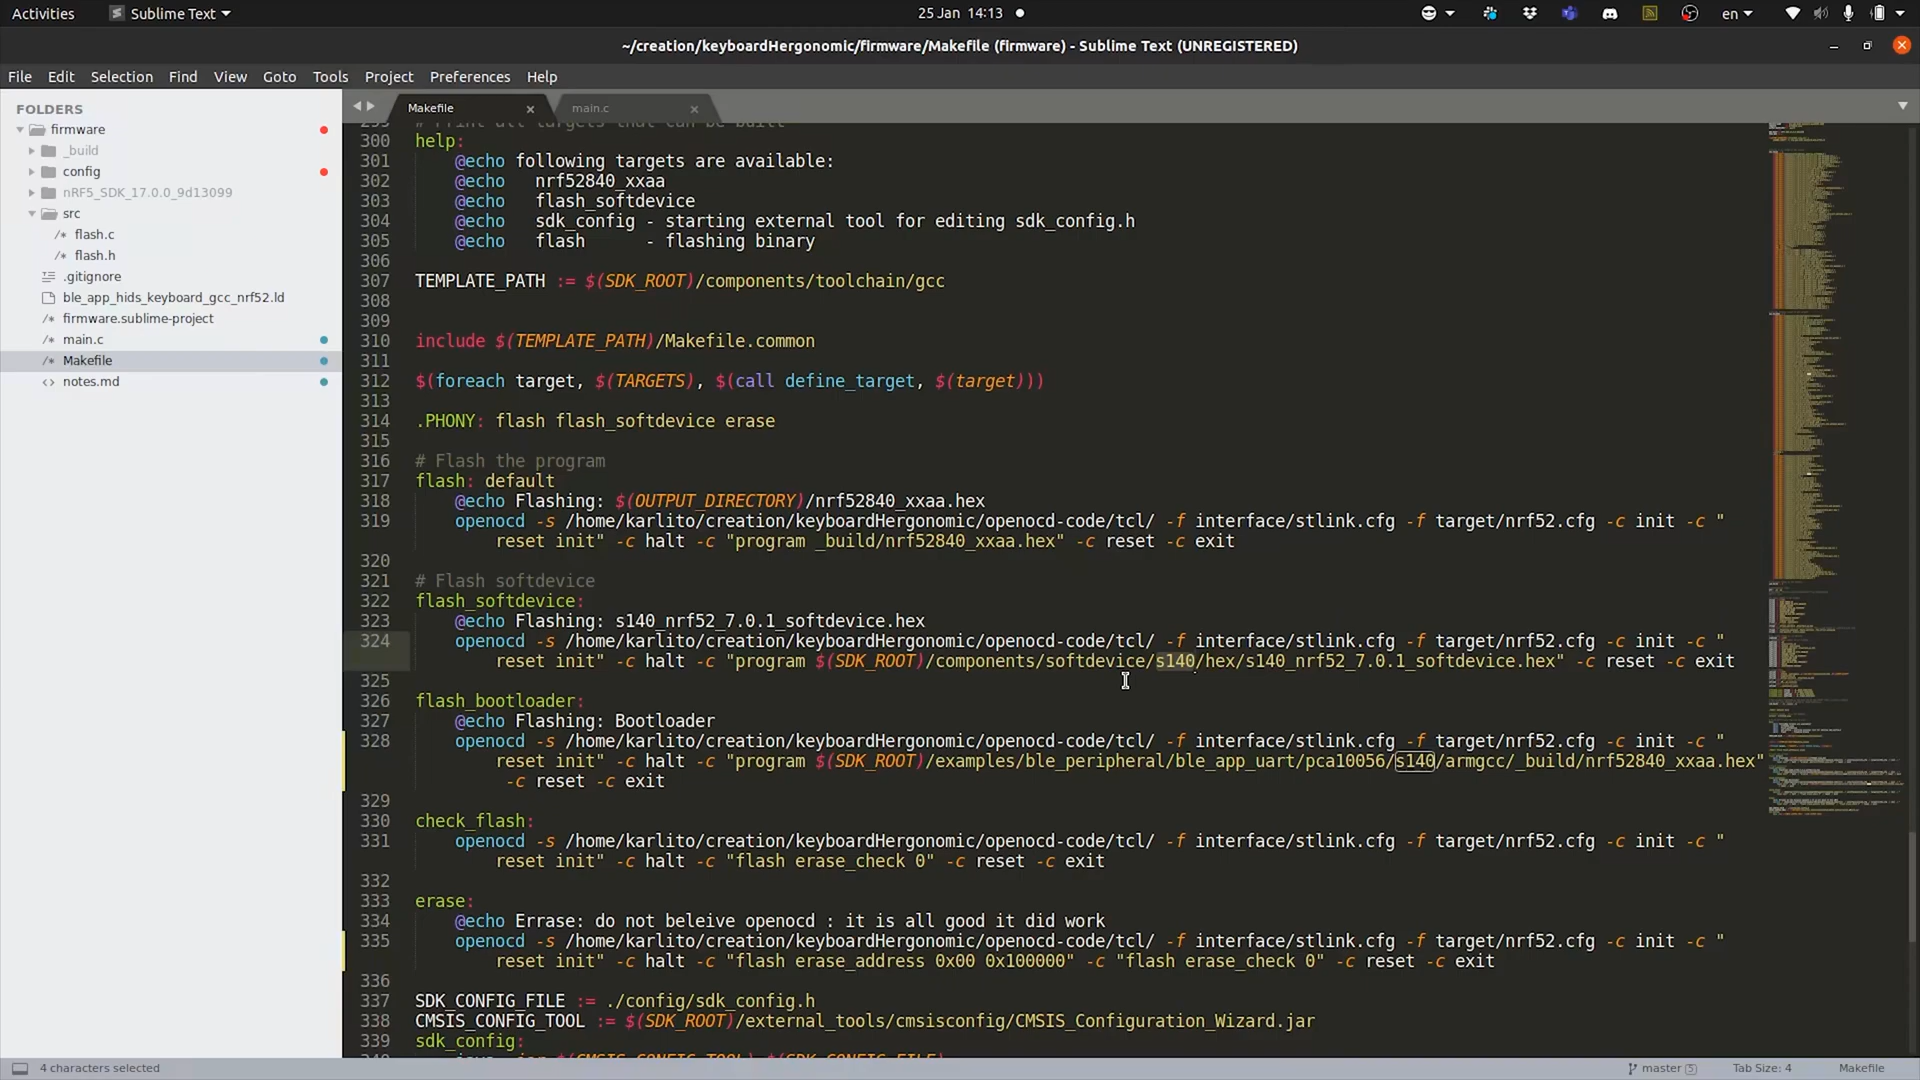 Activities
Sublime Text
25 Jan 14:13
en
~/creation/keyboardHergonomic/firmware/Makefile (firmware) - Sublime Text (UNREGISTERED)
File Edit Selection Find View Goto Tools Project Preferences Help
FOLDERS
firmware
_build
config
nRF5_SDK_17.0.0_9d13099
src
flash.c
flash.h
.gitignore
ble_app_hids_keyboard_gcc_nrf52.ld
firmware.sublime-project
main.c
Makefile
notes.md
Makefile
main.c
299 # Print all targets that can be built
300 help:
301 @echo following targets are available:
302 @echo   nrf52840_xxaa
303 @echo   flash_softdevice
304 @echo   sdk_config - starting external tool for editing sdk_config.h
305 @echo   flash      - flashing binary
306
307 TEMPLATE_PATH := $(SDK_ROOT)/components/toolchain/gcc
308
309
310 include $(TEMPLATE_PATH)/Makefile.common
311
312 $(foreach target, $(TARGETS), $(call define_target, $(target)))
313
314 .PHONY: flash flash_softdevice erase
315
316 # Flash the program
317 flash: default
318 @echo Flashing: $(OUTPUT_DIRECTORY)/nrf52840_xxaa.hex
319 openocd -s /home/karlito/creation/keyboardHergonomic/openocd-code/tcl/ -f interface/stlink.cfg -f target/nrf52.cfg -c init -c "
reset init" -c halt -c "program _build/nrf52840_xxaa.hex" -c reset -c exit
320
321 # Flash softdevice
322 flash_softdevice:
323 @echo Flashing: s140_nrf52_7.0.1_softdevice.hex
324 openocd -s /home/karlito/creation/keyboardHergonomic/openocd-code/tcl/ -f interface/stlink.cfg -f target/nrf52.cfg -c init -c "
reset init" -c halt -c "program $(SDK_ROOT)/components/softdevice/s140/hex/s140_nrf52_7.0.1_softdevice.hex" -c reset -c exit
325
326 flash_bootloader:
327 @echo Flashing: Bootloader
328 openocd -s /home/karlito/creation/keyboardHergonomic/openocd-code/tcl/ -f interface/stlink.cfg -f target/nrf52.cfg -c init -c "
reset init" -c halt -c "program $(SDK_ROOT)/examples/ble_peripheral/ble_app_uart/pca10056/s140/armgcc/_build/nrf52840_xxaa.hex"
-c reset -c exit
329
330 check_flash:
331 openocd -s /home/karlito/creation/keyboardHergonomic/openocd-code/tcl/ -f interface/stlink.cfg -f target/nrf52.cfg -c init -c "
reset init" -c halt -c "flash erase_check 0" -c reset -c exit
332
333 erase:
334 @echo Errase: do not beleive openocd : it is all good it did work
335 openocd -s /home/karlito/creation/keyboardHergonomic/openocd-code/tcl/ -f interface/stlink.cfg -f target/nrf52.cfg -c init -c "
reset init" -c halt -c "flash erase_address 0x00 0x100000" -c "flash erase_check 0" -c reset -c exit
336
337 SDK_CONFIG_FILE := ./config/sdk_config.h
338 CMSIS_CONFIG_TOOL := $(SDK_ROOT)/external_tools/cmsisconfig/CMSIS_Configuration_Wizard.jar
339 sdk_config:
340 java -jar $(CMSIS_CONFIG_TOOL) $(SDK_CONFIG_FILE)
4 characters selected
master 5
Tab Size: 4
Makefile